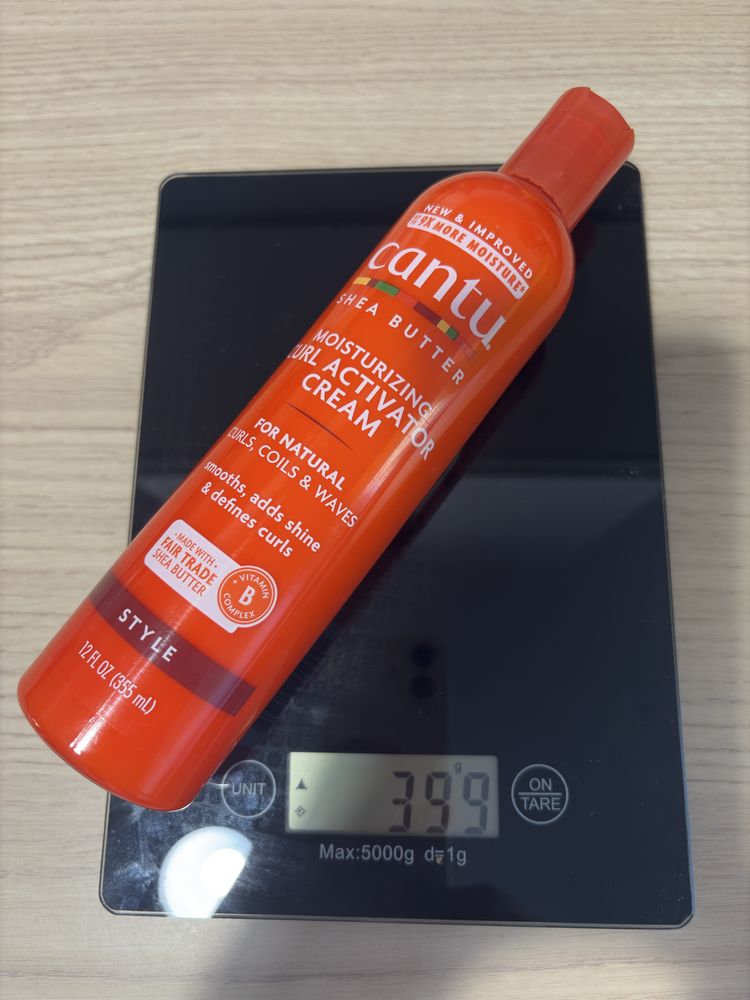 NEW & IMPROVED
9X MORE MOISTURE
cantu
SHEA BUTTER
MOISTURIZING
CURL ACTIVATOR
CREAM
FOR NATURAL
CURLS, COILS & WAVES
smooths, adds shine
& defines curls
·MADE WITH·
FAIR TRADE
SHEA BUTTER
VITAMIN
B
COMPLEX
STYLE
12 FL OZ (355 mL)
UNIT
g
399
ON
TARE
Max:5000g d=1g